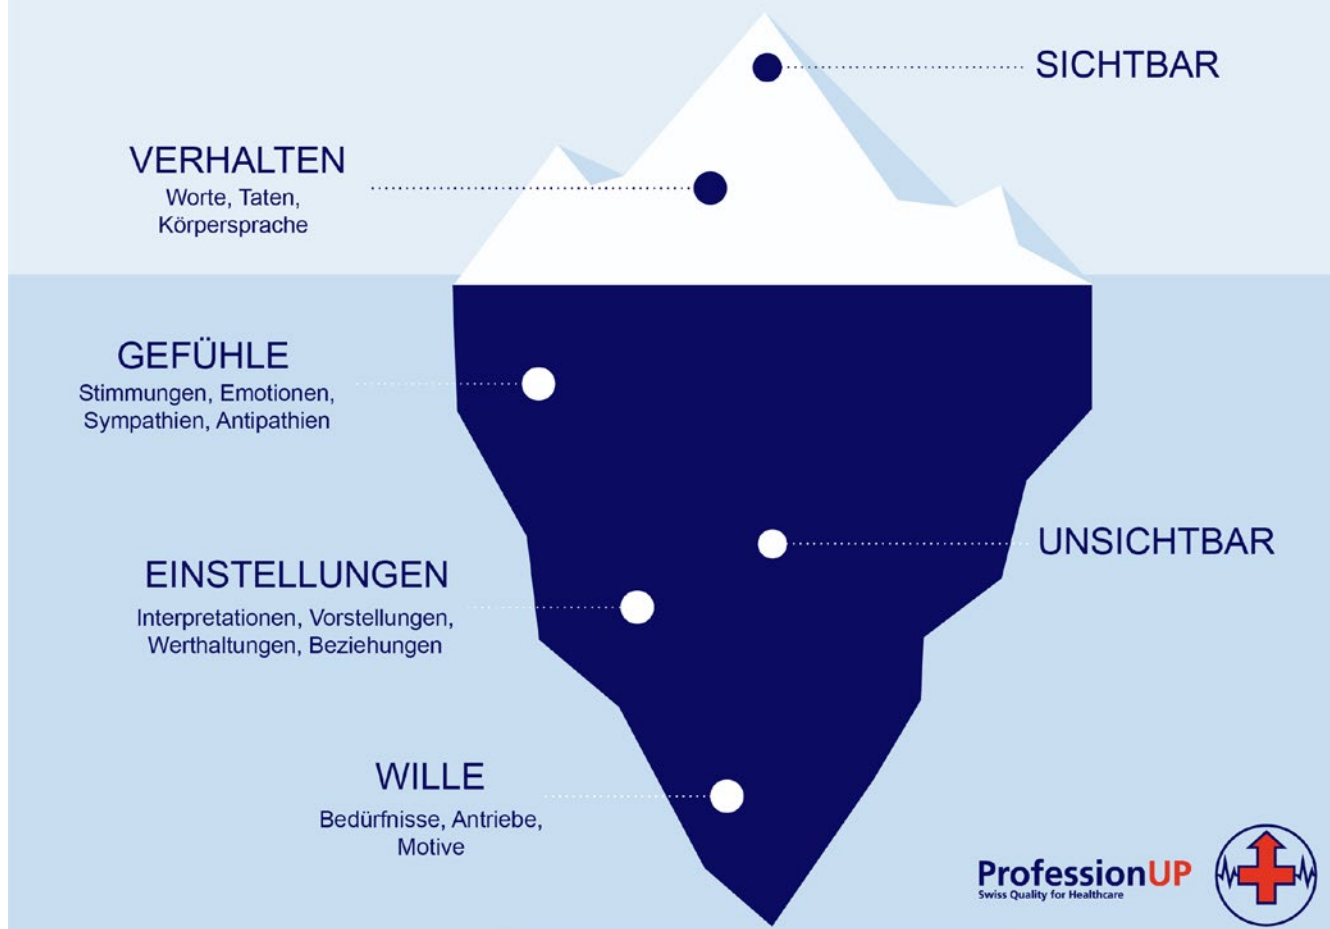 SICHTBAR
VERHALTEN
Worte, Taten,
Körpersprache
GEFÜHLE
Stimmungen, Emotionen,
Sympathien, Antipathien
UNSICHTBAR
EINSTELLUNGEN
Interpretationen, Vorstellungen,
Werthaltungen, Beziehungen
WILLE
Bedürfnisse, Antriebe,
Motive
ProfessionUP
Swiss Quality for Healthcare